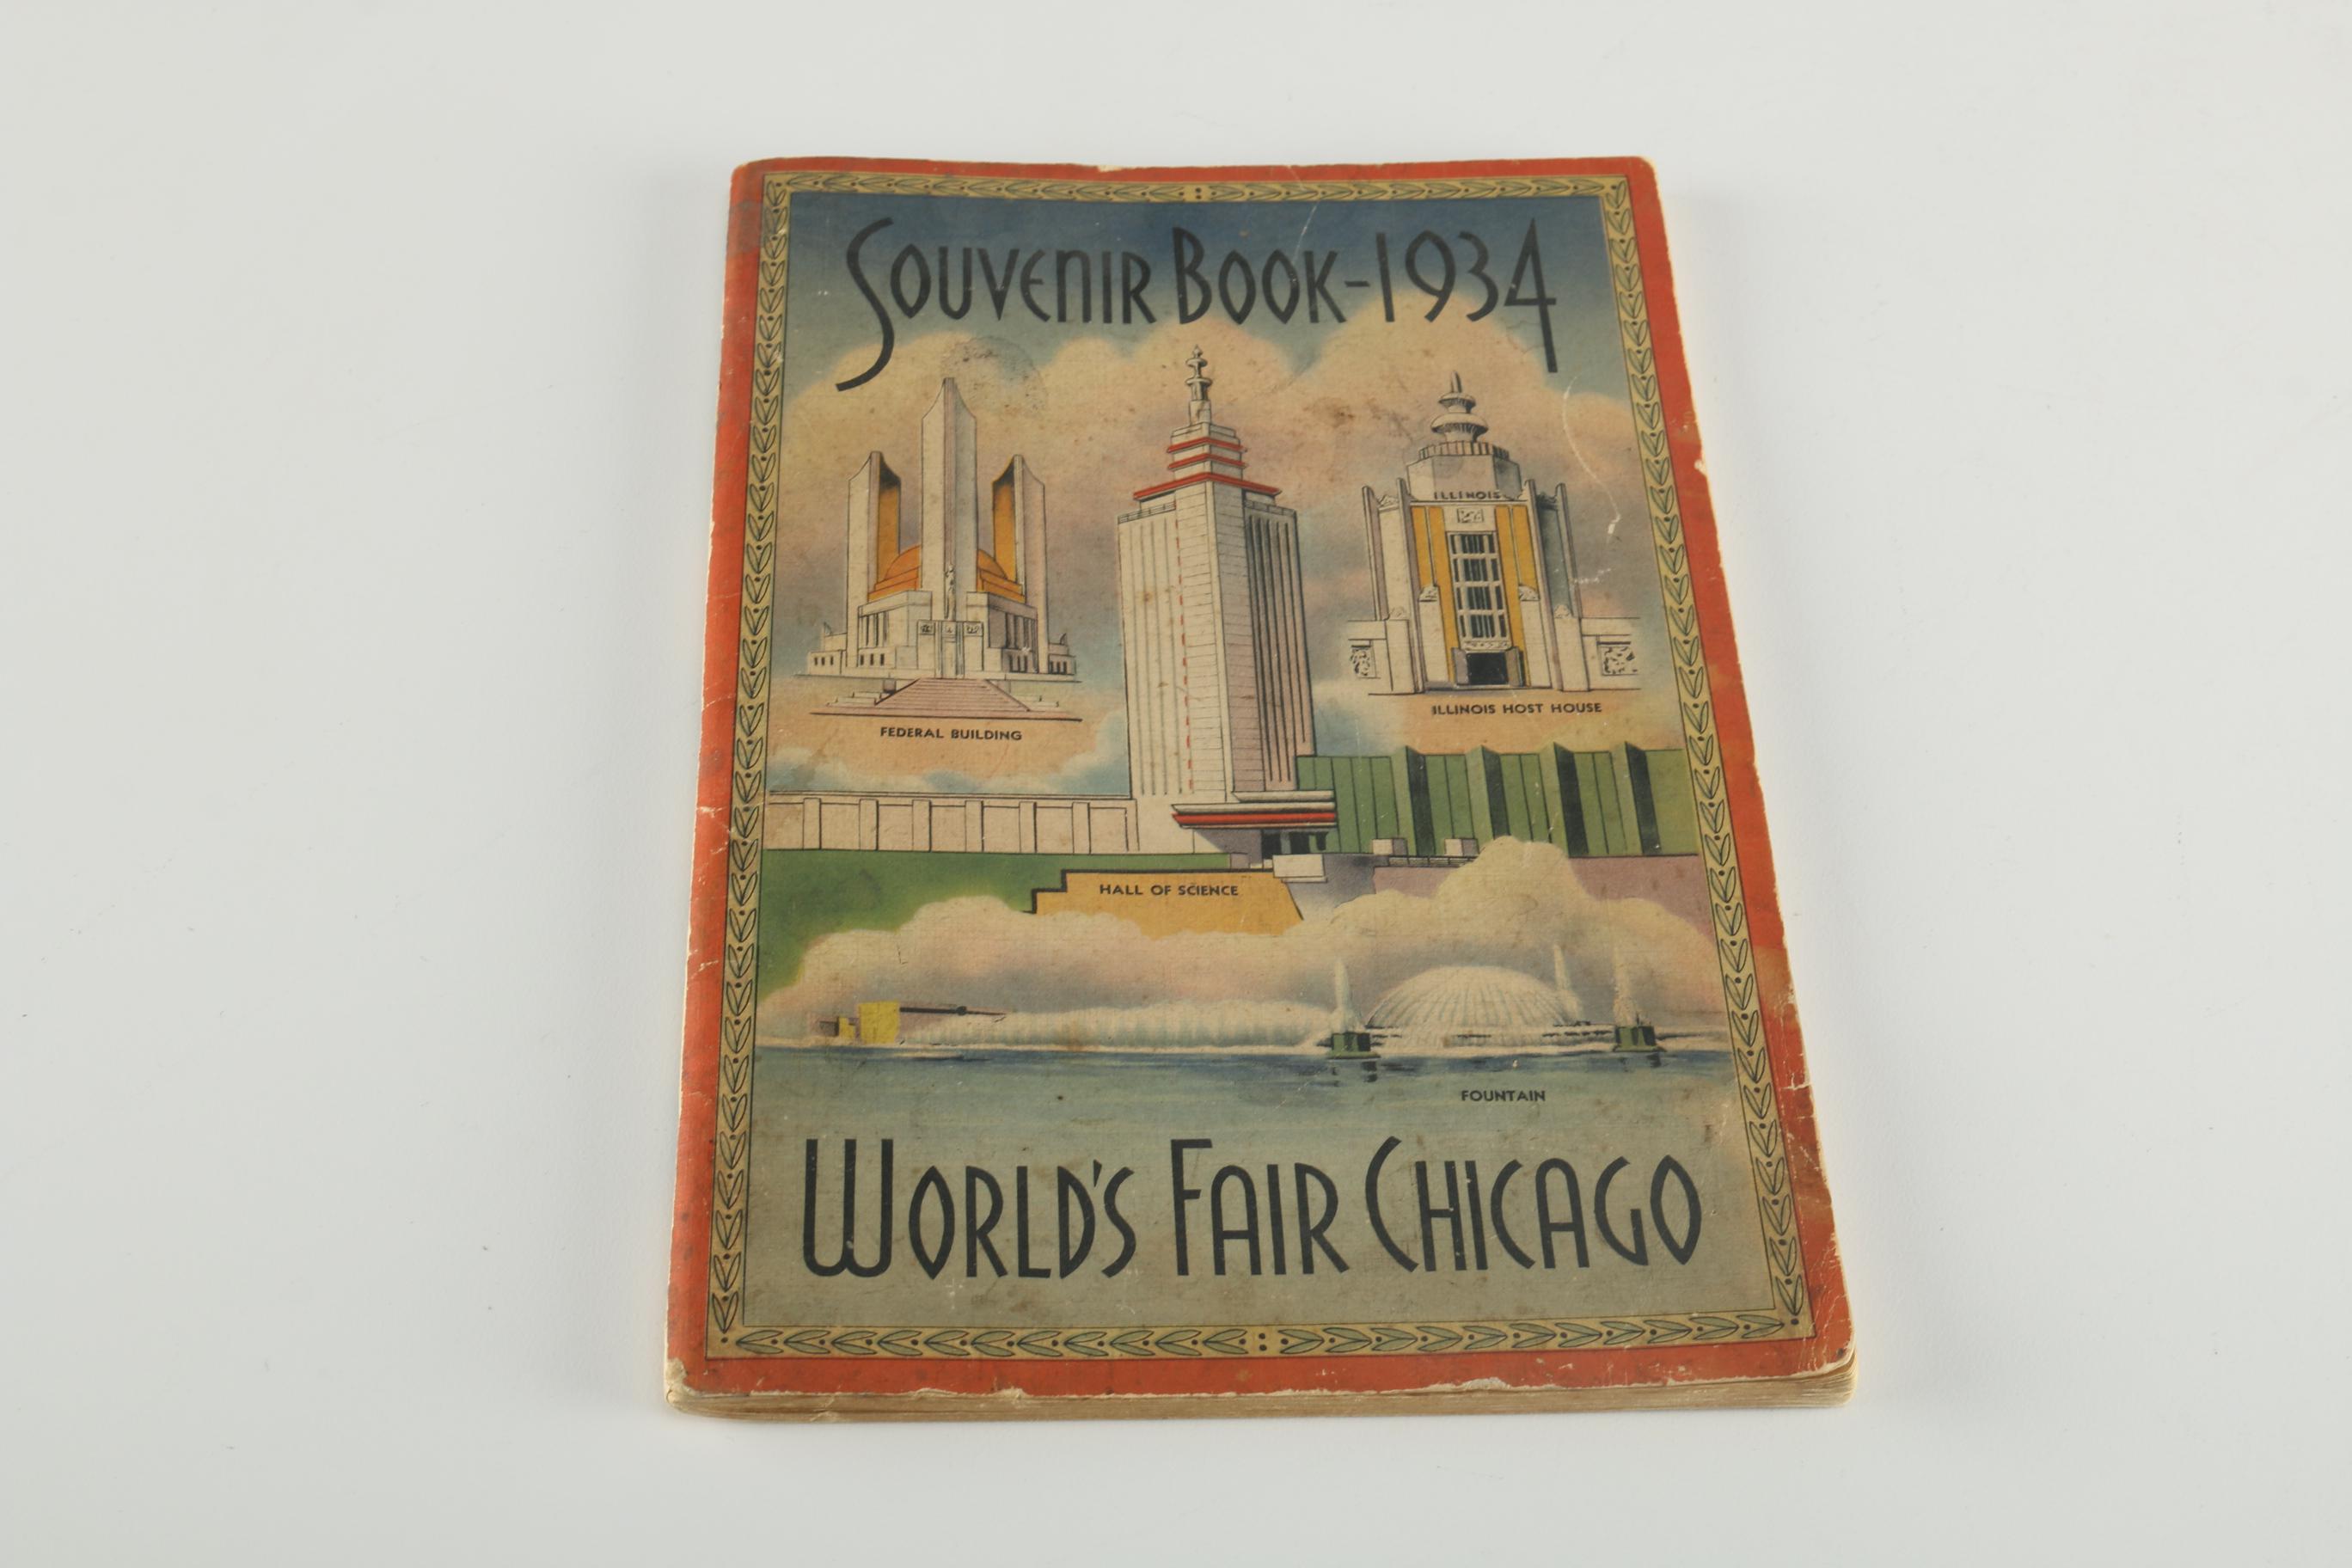 Souvenir Book-1934
ILLINOIS
ILLINOIS HOST HOUSE
FEDERAL BUILDING
HALL OF SCIENCE
FOUNTAIN
World's Fair Chicago